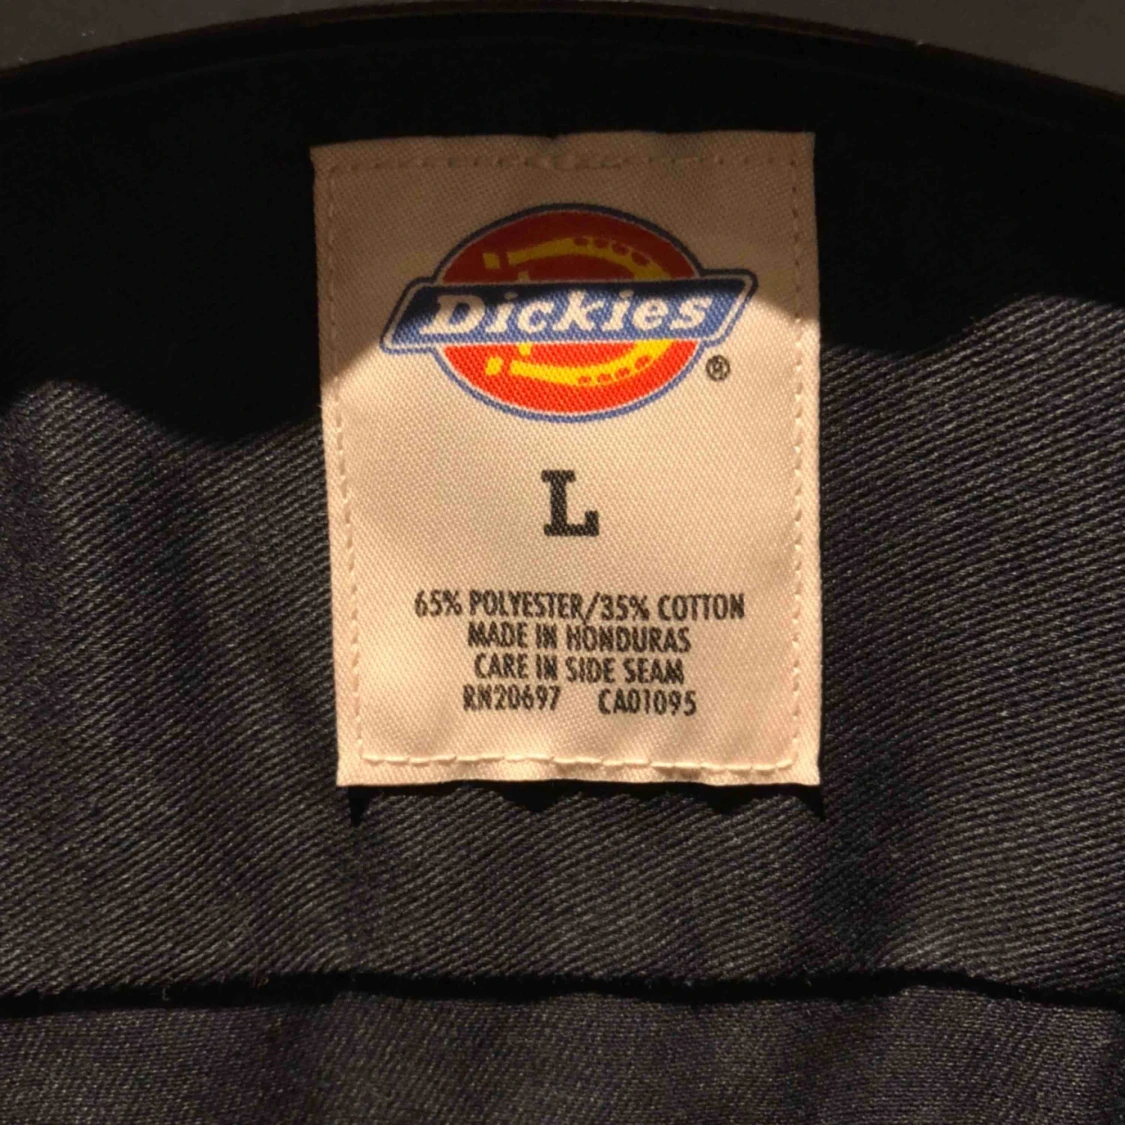 Dickies
®
L
65% POLYESTER/35% COTTON
MADE IN HONDURAS
CARE IN SIDE SEAM
RN20697 CA01095